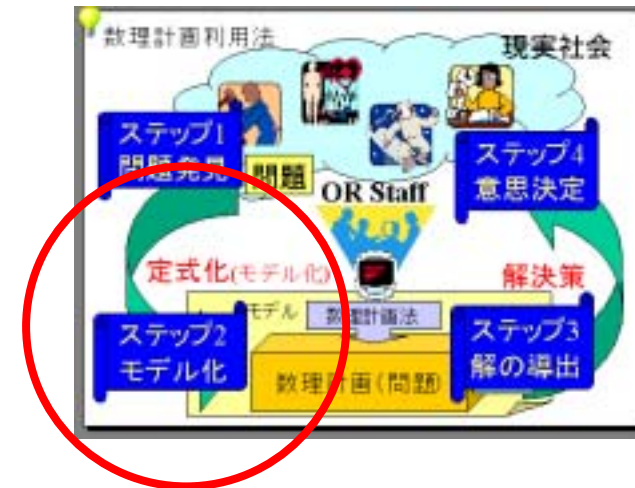 数理計画利用法
現実社会
ステップ1
問題発見
問題
OR Staff
ステップ4
意思決定
定式化(モデル化)
解決策
モデル
数理計画法
ステップ2
モデル化
ステップ3
解の導出
数理計画(問題)